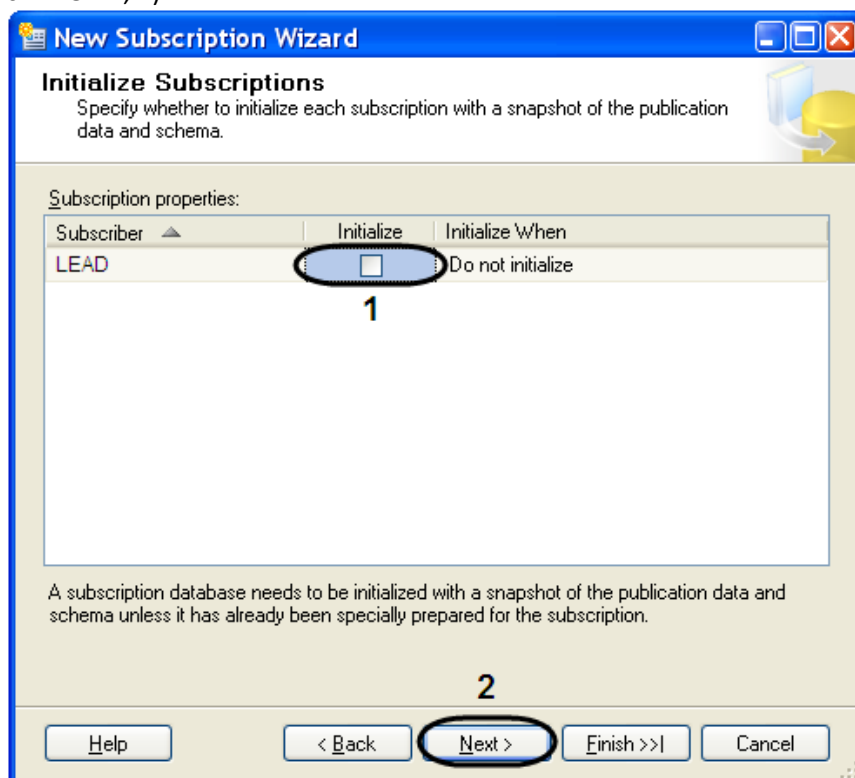 New Subscription Wizard
Initialize Subscriptions
Specify whether to initialize each subscription with a snapshot of the publication
data and schema.
Subscription properties:
Subscriber Initialize Initialize When
LEAD Do not initialize
1
A subscription database needs to be initialized with a snapshot of the publication data and
schema unless it has already been specially prepared for the subscription.
2
Help < Back Next > Finish >>| Cancel